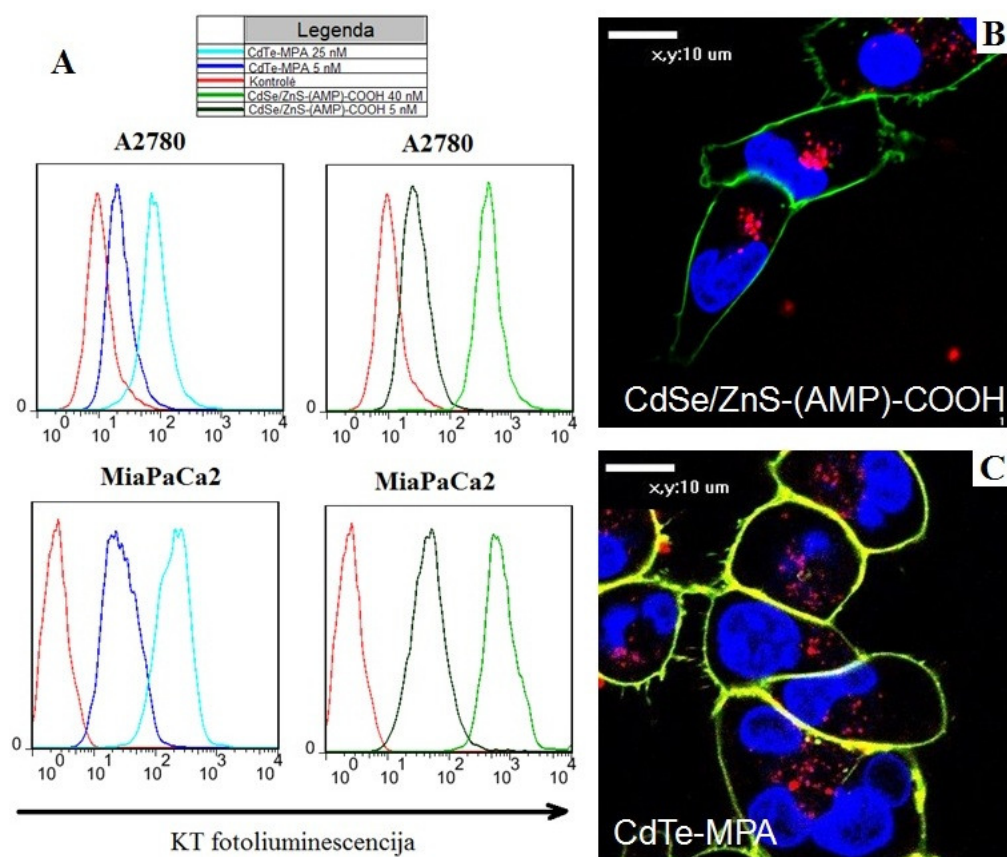 Legenda
CdTe-MPA 25 nM
CdTe-MPA 5 nM
Kontrolė
CdSe/ZnS-(AMP)-COOH 40 nM
CdSe/ZnS-(AMP)-COOH 5 nM
A
A2780
0
10^0 10^1 10^2 10^3 10^4
A2780
0
10^0 10^1 10^2 10^3 10^4
MiaPaCa2
0
10^0 10^1 10^2 10^3 10^4
MiaPaCa2
0
10^0 10^1 10^2 10^3 10^4
KT fotoliuminescencija
B
x,y:10 um
CdSe/ZnS-(AMP)-COOH
1
C
x,y:10 um
CdTe-MPA